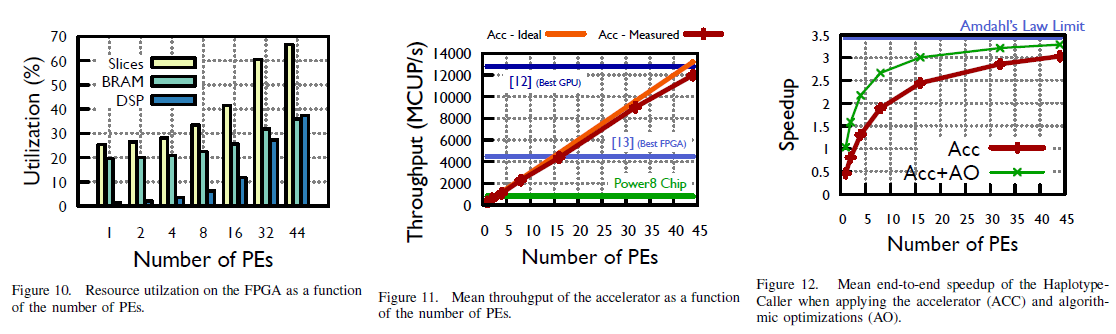 70
60
50
40
30
20
10
0
Utilization (%)
Slices
BRAM
DSP
1 2 4 8 16 32 44
Number of PEs
Figure 10. Resource utilzation on the FPGA as a function
of the number of PEs.
Acc - Ideal Acc - Measured
14000
12000
10000
8000
6000
4000
2000
0
Throughput (MCUP/s)
[12] (Best GPU)
[13] (Best FPGA)
Power8 Chip
0 5 10 15 20 25 30 35 40 45
Number of PEs
Figure 11. Mean throuhgput of the accelerator as a function
of the number of PEs.
Amdahl's Law Limit
3.5
3
2.5
2
1.5
1
0.5
0
Speedup
Acc
Acc+AO
0 5 10 15 20 25 30 35 40 45
Number of PEs
Figure 12. Mean end-to-end speedup of the Haplotype-
Caller when applying the accelerator (ACC) and algorith-
mic optimizations (AO).